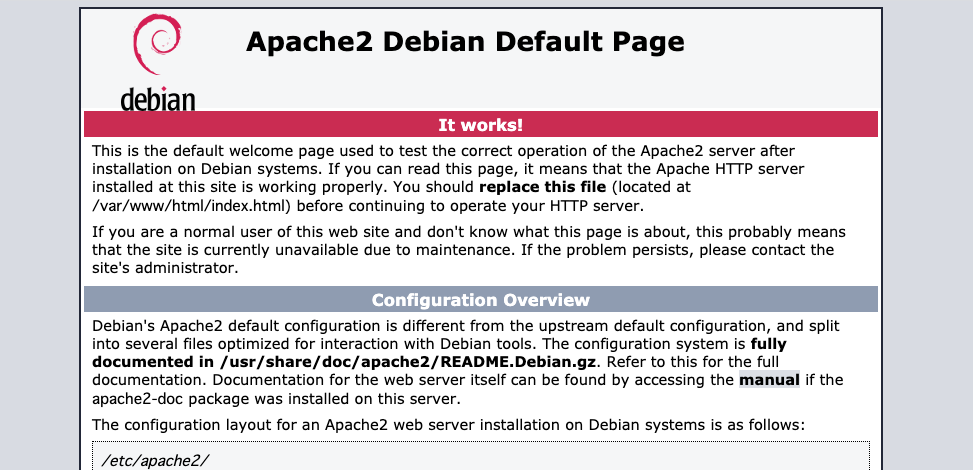 debian
Apache2 Debian Default Page
It works!
This is the default welcome page used to test the correct operation of the Apache2 server after
installation on Debian systems. If you can read this page, it means that the Apache HTTP server
installed at this site is working properly. You should replace this file (located at
/var/www/html/index.html) before continuing to operate your HTTP server.
If you are a normal user of this web site and don't know what this page is about, this probably means
that the site is currently unavailable due to maintenance. If the problem persists, please contact the
site's administrator.
Configuration Overview
Debian's Apache2 default configuration is different from the upstream default configuration, and split
into several files optimized for interaction with Debian tools. The configuration system is fully
documented in /usr/share/doc/apache2/README.Debian.gz. Refer to this for the full
documentation. Documentation for the web server itself can be found by accessing the manual if the
apache2-doc package was installed on this server.
The configuration layout for an Apache2 web server installation on Debian systems is as follows:
/etc/apache2/